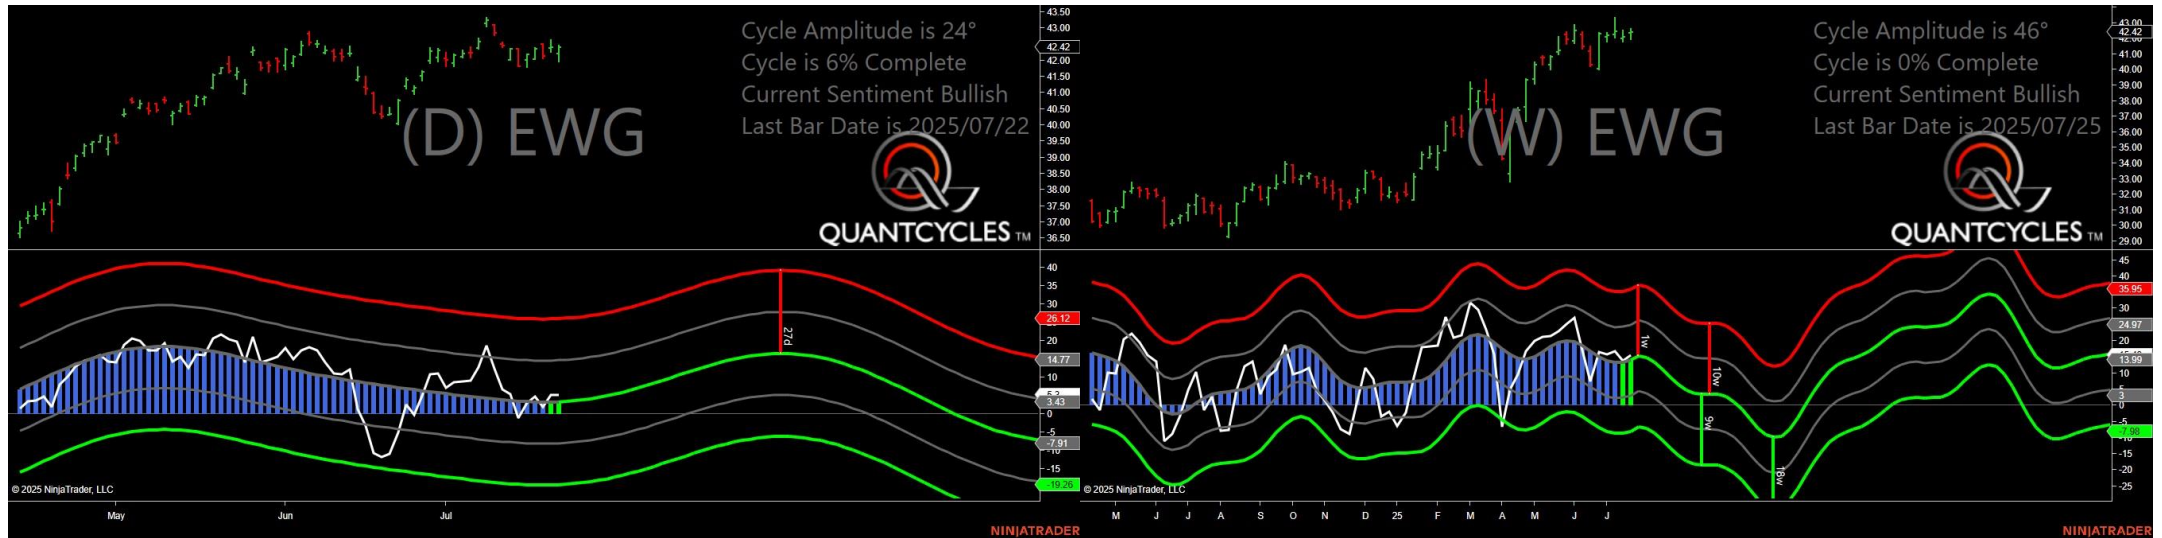 Cycle Amplitude is 24°
Cycle is 6% Complete
Current Sentiment Bullish
Last Bar Date is 2025/07/22
(D) EWG
QUANTCYCLES TM
43.50
43.00
42.42
42.00
41.50
41.00
40.50
40.00
39.50
39.00
38.50
38.00
37.50
37.00
36.50
40
35
30
26.12
20
14.77
10
3.43
0
-5
-7.91
-15
-19.26
27d
© 2025 NinjaTrader, LLC
May
Jun
Jul
NINJATRADER
Cycle Amplitude is 46°
Cycle is 0% Complete
Current Sentiment Bullish
Last Bar Date is 2025/07/25
(W) EWG
QUANTCYCLES TM
43.00
42.42
41.00
40.00
39.00
38.00
37.00
36.00
35.00
34.00
33.00
32.00
31.00
30.00
29.00
45
40
35.95
30
24.97
20
13.99
10
3
0
-7.98
-15
-20
-25
1w
10w
9w
18w
© 2025 NinjaTrader, LLC
M
J
J
A
S
O
N
D
25
F
M
A
M
J
J
NINJATRADER